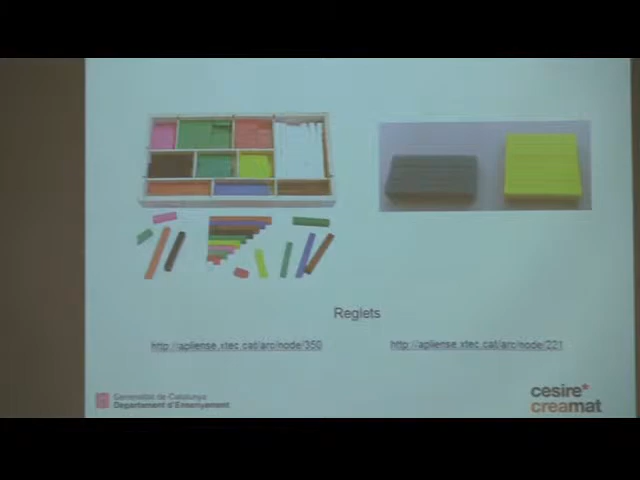 Reglets
http://apliense.xtec.cat/arc/node/350
http://apliense.xtec.cat/arc/node/221
Generalitat de Catalunya
Departament d'Ensenyament
cesire*
creamat